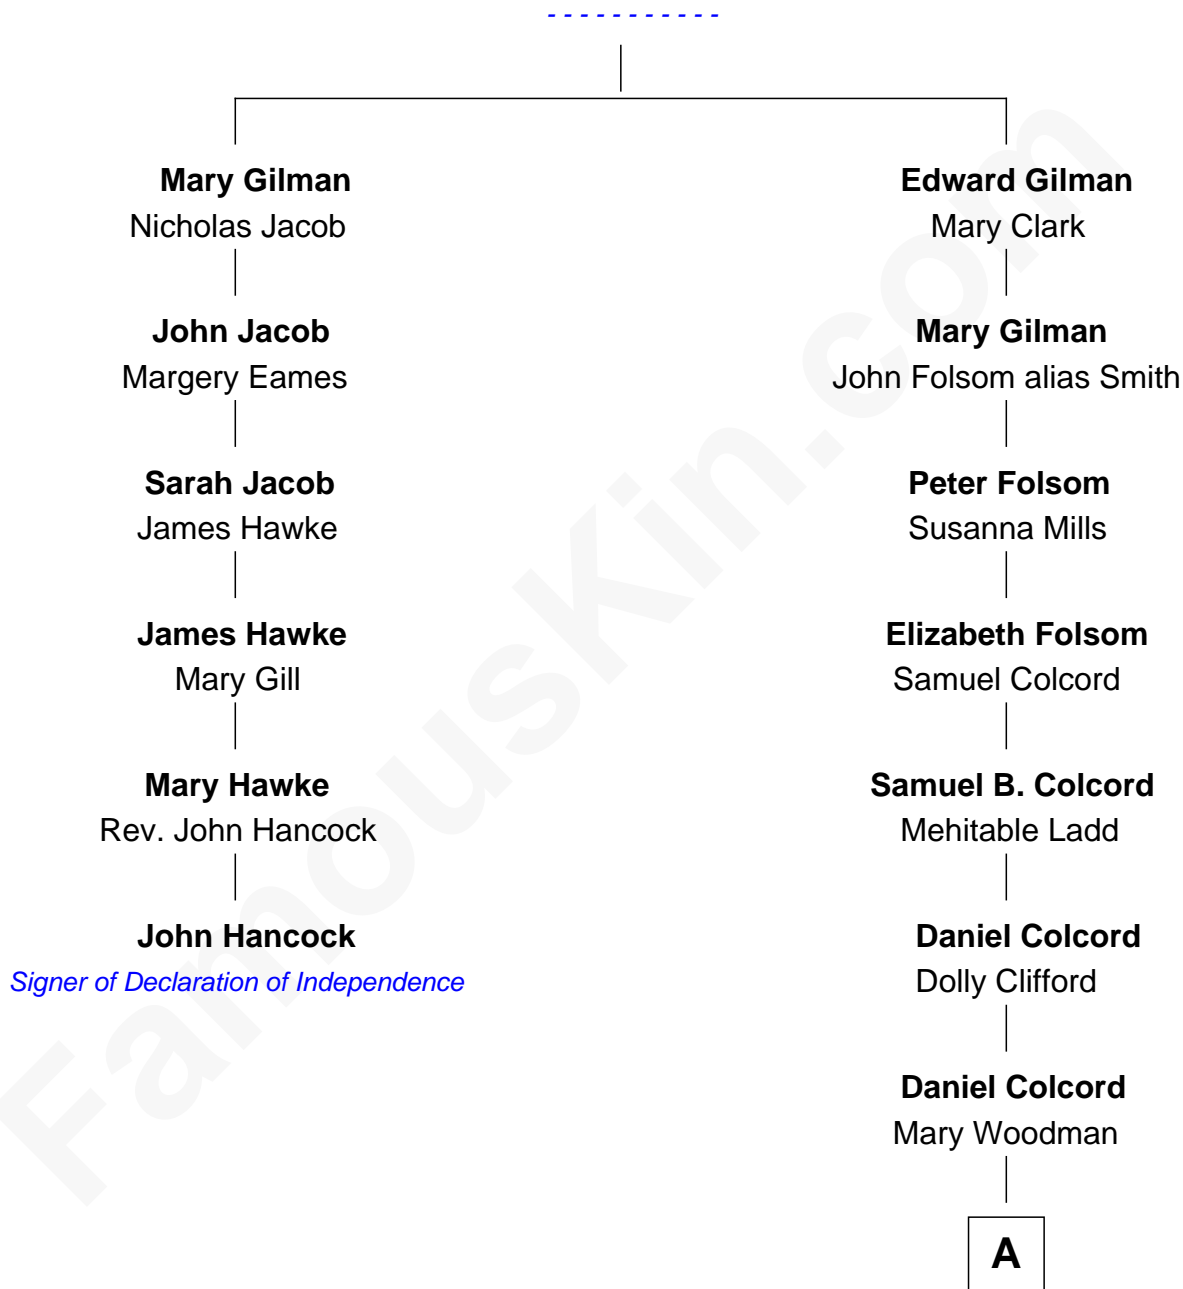 - - - - - - - - - - -
Mary Gilman
Nicholas Jacob
John Jacob
Margery Eames
Sarah Jacob
James Hawke
James Hawke
Mary Gill
Mary Hawke
Rev. John Hancock
John Hancock
Signer of Declaration of Independence
Edward Gilman
Mary Clark
Mary Gilman
John Folsom alias Smith
Peter Folsom
Susanna Mills
Elizabeth Folsom
Samuel Colcord
Samuel B. Colcord
Mehitable Ladd
Daniel Colcord
Dolly Clifford
Daniel Colcord
Mary Woodman
A
FamousKin.com